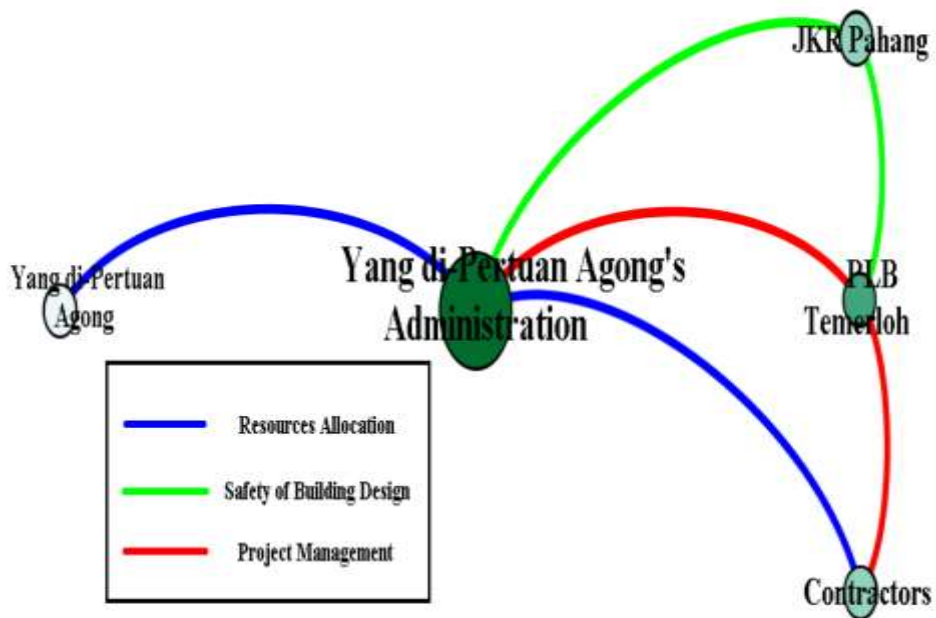 JKR Pahang
Yang di-Pertuan Agong's
Administration
Yang di-Pertuan
Agong
PLB
Temerloh
Resources Allocation
Safety of Building Design
Project Management
Contractors